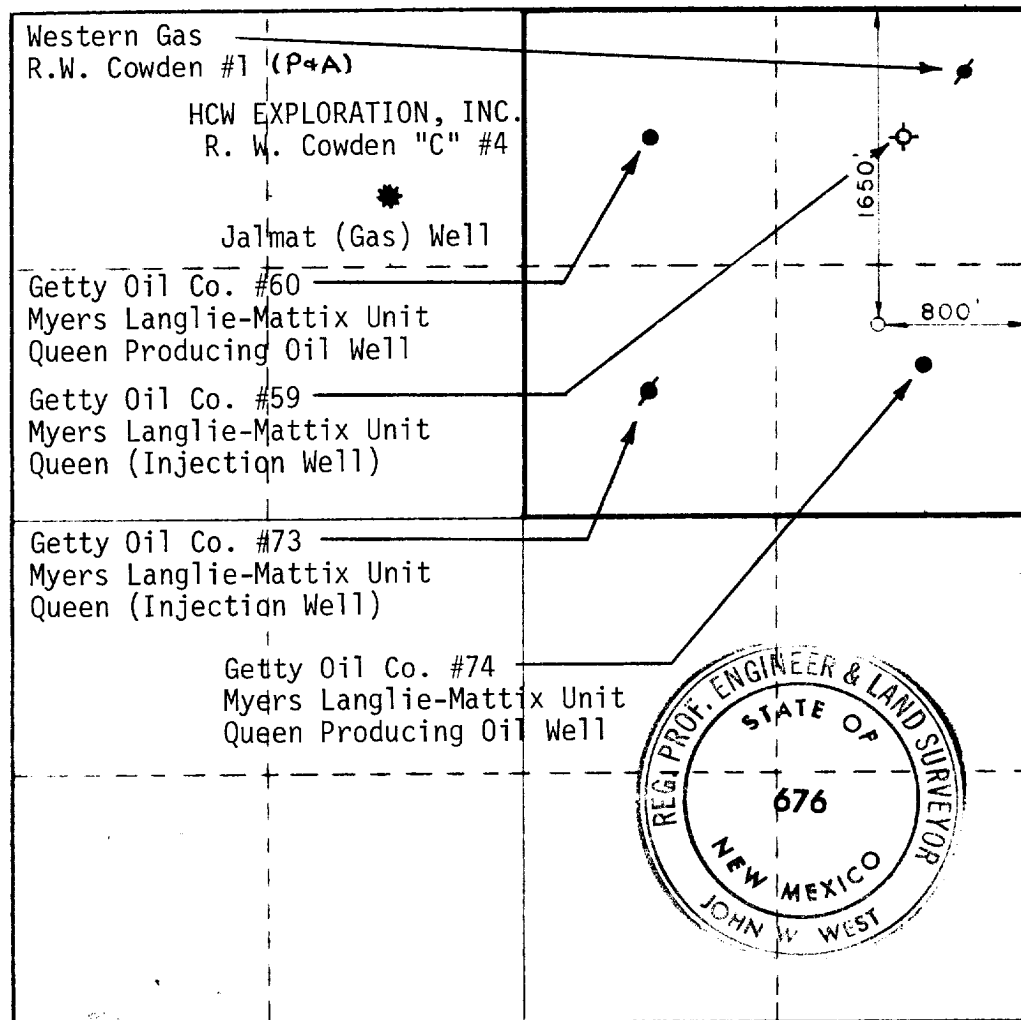 Western Gas
R.W. Cowden #1 (P&A)
HCW EXPLORATION, INC.
R. W. Cowden "C" #4
Jalmat (Gas) Well
1650'
Getty Oil Co. #60
Myers Langlie-Mattix Unit
Queen Producing Oil Well
800'
Getty Oil Co. #59
Myers Langlie-Mattix Unit
Queen (Injection Well)
Getty Oil Co. #73
Myers Langlie-Mattix Unit
Queen (Injection Well)
Getty Oil Co. #74
Myers Langlie-Mattix Unit
Queen Producing Oil Well
REG. PROF. ENGINEER & LAND SURVEYOR
STATE OF
676
NEW MEXICO
JOHN W. WEST